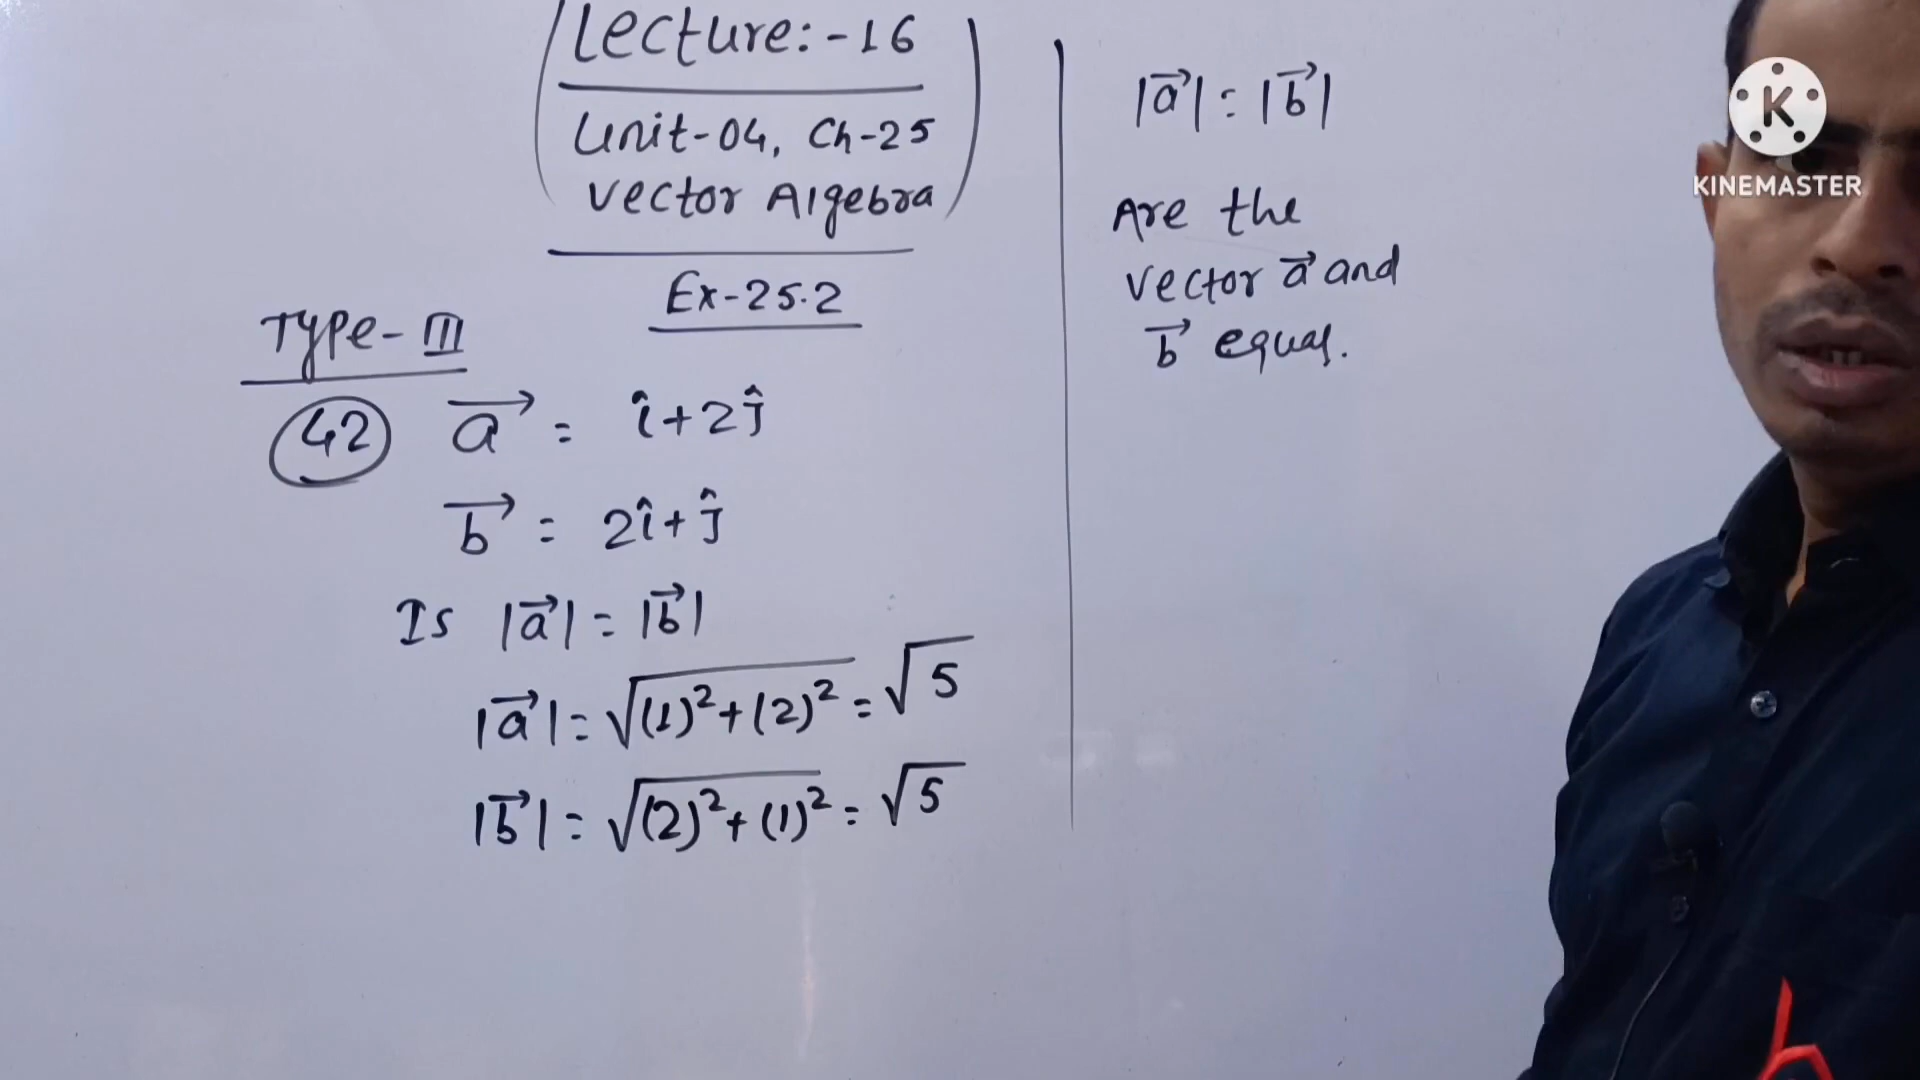 Lecture:-16
Unit-04, Ch-25
Vector Algebra
Ex-25.2
Type-III
42 a⃗ = î+2ĵ
b⃗ = 2î+ĵ
Is |a⃗| = |b⃗|
|a⃗| = √(1)²+(2)² = √5
|b⃗| = √(2)²+(1)² = √5
|a⃗| = |b⃗|
Are the
vector a⃗ and
b⃗ equal.
K
KINEMASTER